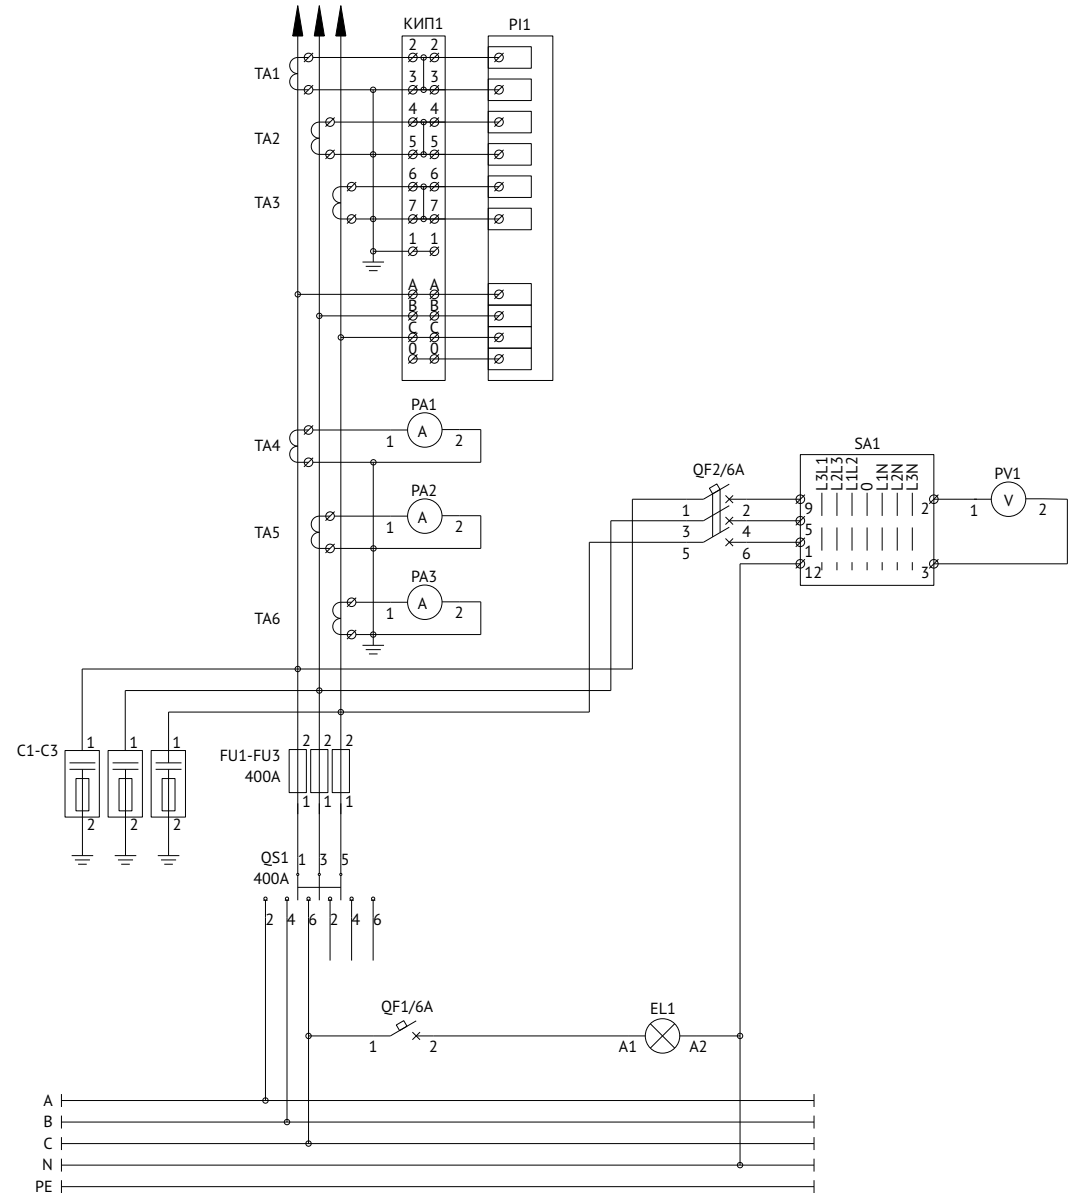 КИП1
PI1
2 2
TA1
3 3
4 4
TA2
5 5
6 6
TA3
7 7
1 1
A A
B B
C C
0 0
PA1
A
1 2
TA4
SA1
L3L1
L2L3
L1L2
0
L1N
L2N
L3N
QF2/6A
PV1
V
1 2
PA2
A
1 2
TA5
1 2
3 4
5 6
9
5
1
12
2
3
PA3
A
1 2
TA6
C1-C3
1 1 1
2 2 2
FU1-FU3
400A
2 2 2
1 1 1
QS1
400A
1 3 5
2 4 6 2 4 6
QF1/6A
1 2
EL1
A1 A2
A
B
C
N
PE